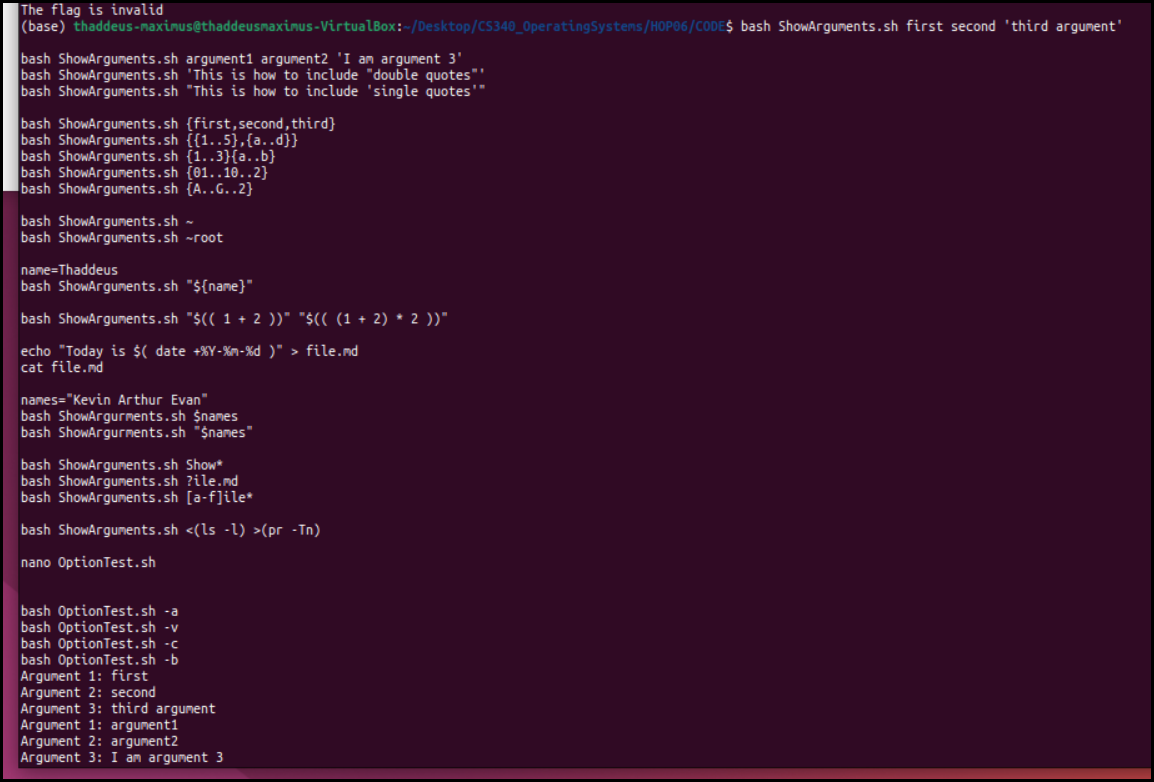 The flag is invalid
(base) thaddeus-maximus@thaddeusmaximus-VirtualBox:~/Desktop/CS340_OperatingSystems/HOP06/CODE$ bash ShowArguments.sh first second 'third argument'
bash ShowArguments.sh argument1 argument2 'I am argument 3'
bash ShowArguments.sh 'This is how to include "double quotes"'
bash ShowArguments.sh "This is how to include 'single quotes'"
bash ShowArguments.sh {first,second,third}
bash ShowArguments.sh {{1..5},{a..d}}
bash ShowArguments.sh {1..3}{a..b}
bash ShowArguments.sh {01..10..2}
bash ShowArguments.sh {A..G..2}
bash ShowArguments.sh ~
bash ShowArguments.sh ~root
name=Thaddeus
bash ShowArguments.sh "${name}"
bash ShowArguments.sh "$(( 1 + 2 ))" "$(( (1 + 2) * 2 ))"
echo "Today is $( date +%Y-%m-%d )" > file.md
cat file.md
names="Kevin Arthur Evan"
bash ShowArgurments.sh $names
bash ShowArgurments.sh "$names"
bash ShowArguments.sh Show*
bash ShowArguments.sh ?ile.md
bash ShowArguments.sh [a-f]ile*
bash ShowArguments.sh <(ls -l) >(pr -Tn)
nano OptionTest.sh
bash OptionTest.sh -a
bash OptionTest.sh -v
bash OptionTest.sh -c
bash OptionTest.sh -b
Argument 1: first
Argument 2: second
Argument 3: third argument
Argument 1: argument1
Argument 2: argument2
Argument 3: I am argument 3